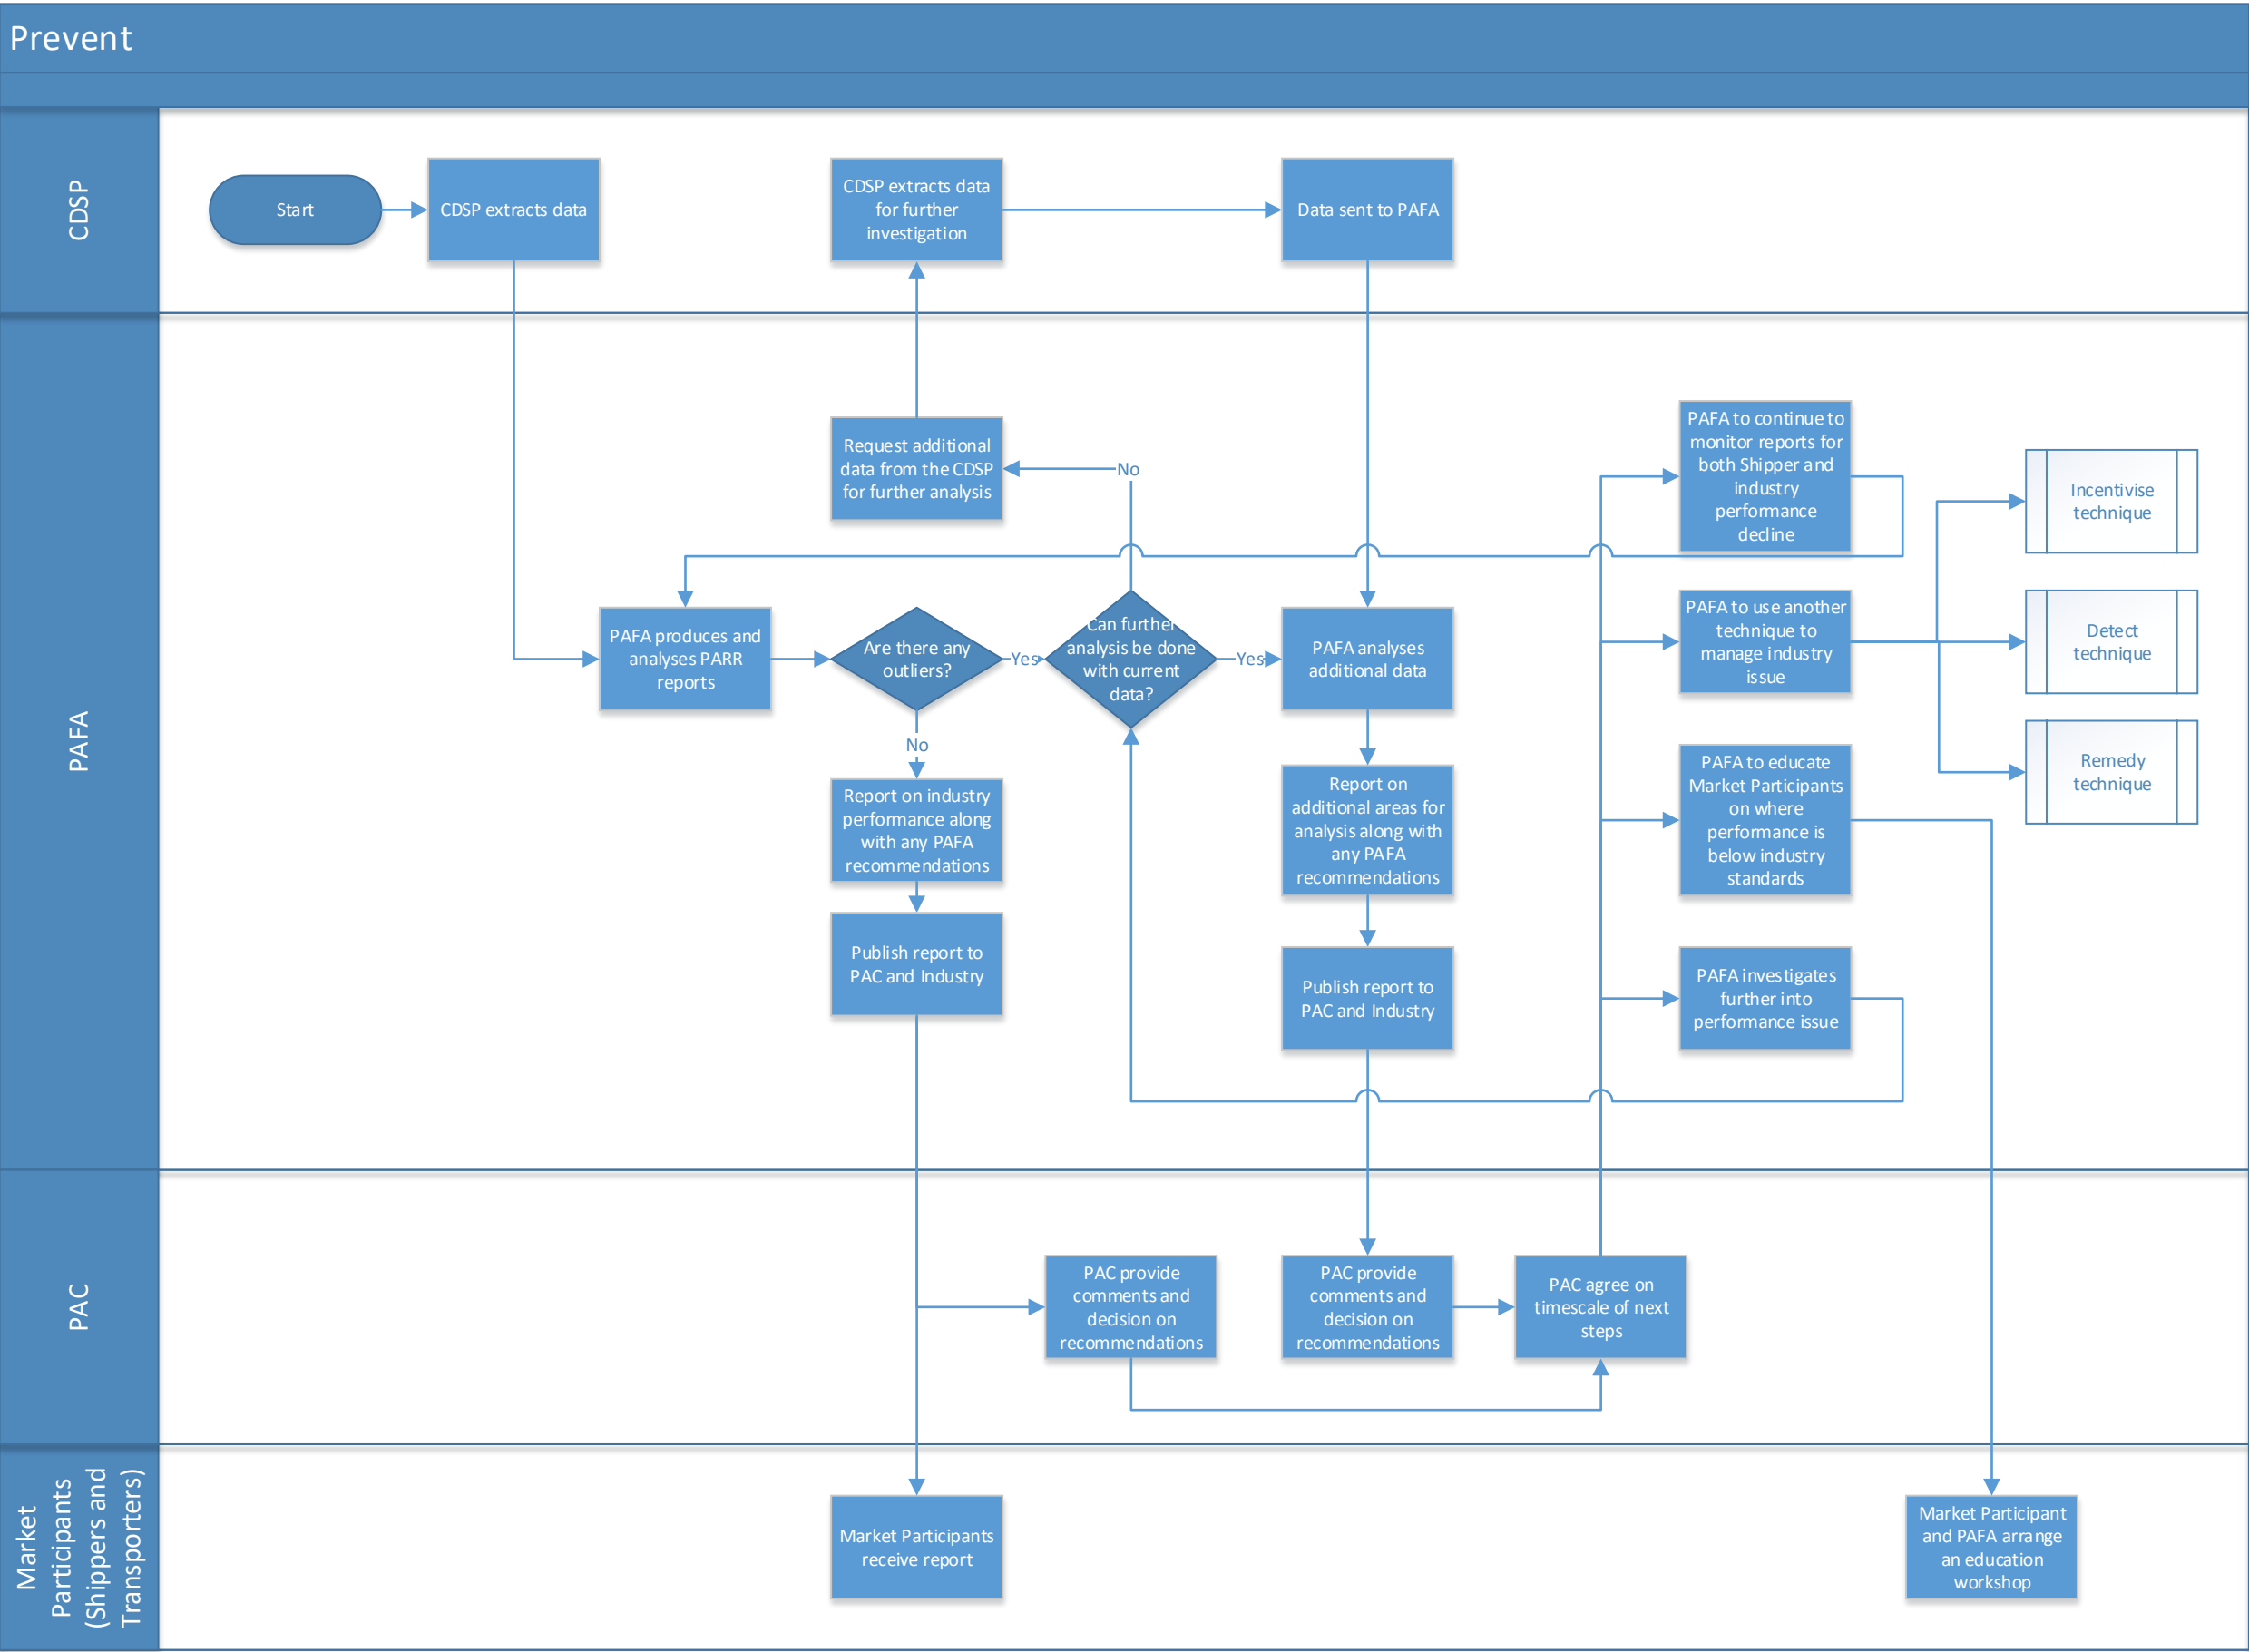 Prevent
CDSP
Start
CDSP extracts data
CDSP extracts data
for further
investigation
Data sent to PAFA
PAFA
Request additional
data from the CDSP
for further analysis
No
PAFA to continue to
monitor reports for
both Shipper and
industry
performance
decline
Incentivise
technique
PAFA produces and
analyses PARR
reports
Are there any
outliers?
Yes
Can further
analysis be done
with current
data?
Yes
PAFA analyses
additional data
PAFA to use another
technique to
manage industry
issue
Detect
technique
No
Remedy
technique
Report on industry
performance along
with any PAFA
recommendations
Report on
additional areas for
analysis along with
any PAFA
recommendations
PAFA to educate
Market Participants
on where
performance is
below industry
standards
Publish report to
PAC and Industry
Publish report to
PAC and Industry
PAFA investigates
further into
performance issue
PAC
PAC provide
comments and
decision on
recommendations
PAC provide
comments and
decision on
recommendations
PAC agree on
timescale of next
steps
Market
Participants
(Shippers and
Transporters)
Market Participants
receive report
Market Participant
and PAFA arrange
an education
workshop